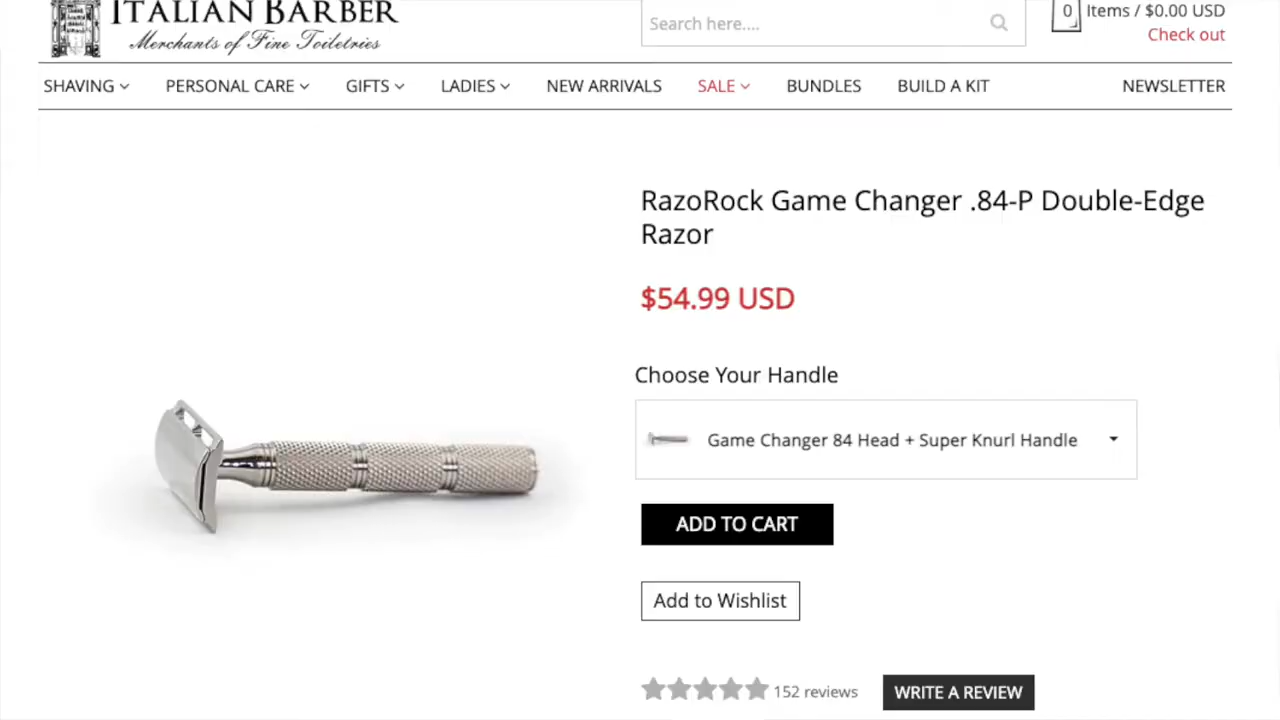 ITALIAN BARBER
Merchants of Fine Toiletries
Search here....
0 Items / $0.00 USD
Check out
SHAVING PERSONAL CARE GIFTS LADIES NEW ARRIVALS SALE BUNDLES BUILD A KIT NEWSLETTER
RazoRock Game Changer .84-P Double-Edge
Razor
$54.99 USD
Choose Your Handle
Game Changer 84 Head + Super Knurl Handle
ADD TO CART
Add to Wishlist
152 reviews WRITE A REVIEW